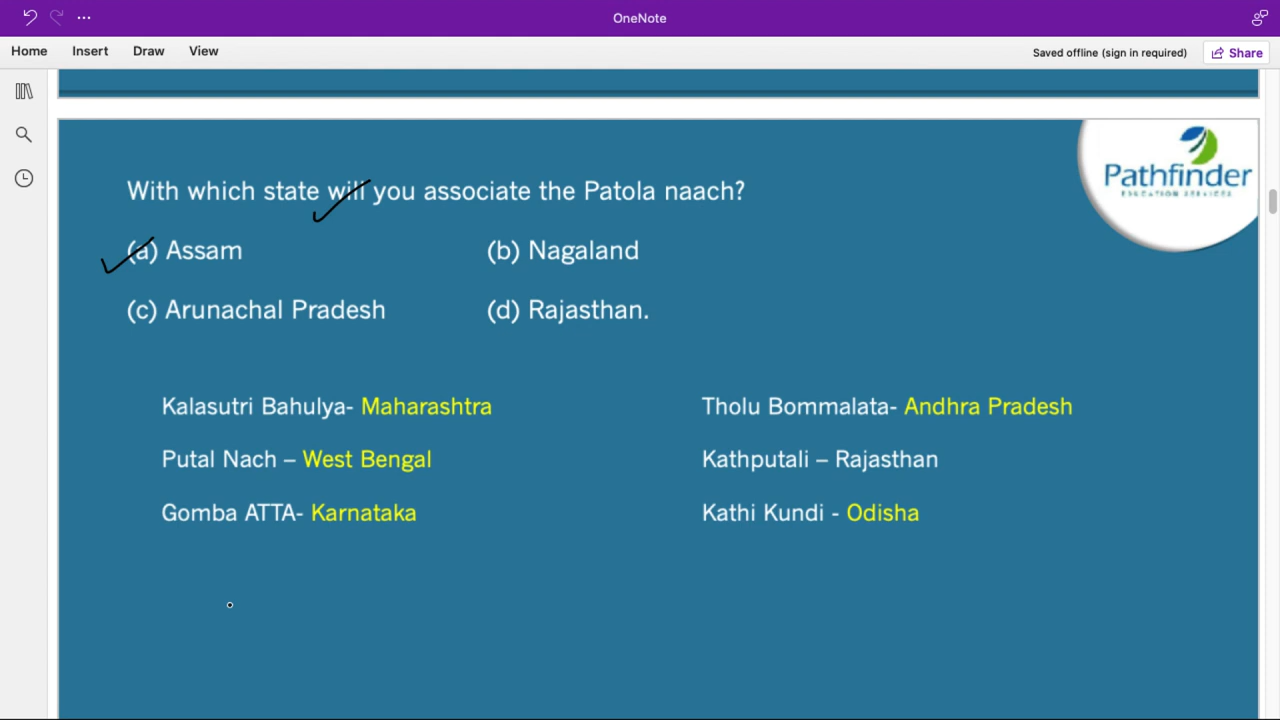 OneNote
Home Insert Draw View
Saved offline (sign in required) Share
Pathfinder
EDUCATION SERVICES
With which state will you associate the Patola naach?
(a) Assam (b) Nagaland
(c) Arunachal Pradesh (d) Rajasthan.
Kalasutri Bahulya- Maharashtra Tholu Bommalata- Andhra Pradesh
Putal Nach – West Bengal Kathputali – Rajasthan
Gomba ATTA- Karnataka Kathi Kundi - Odisha